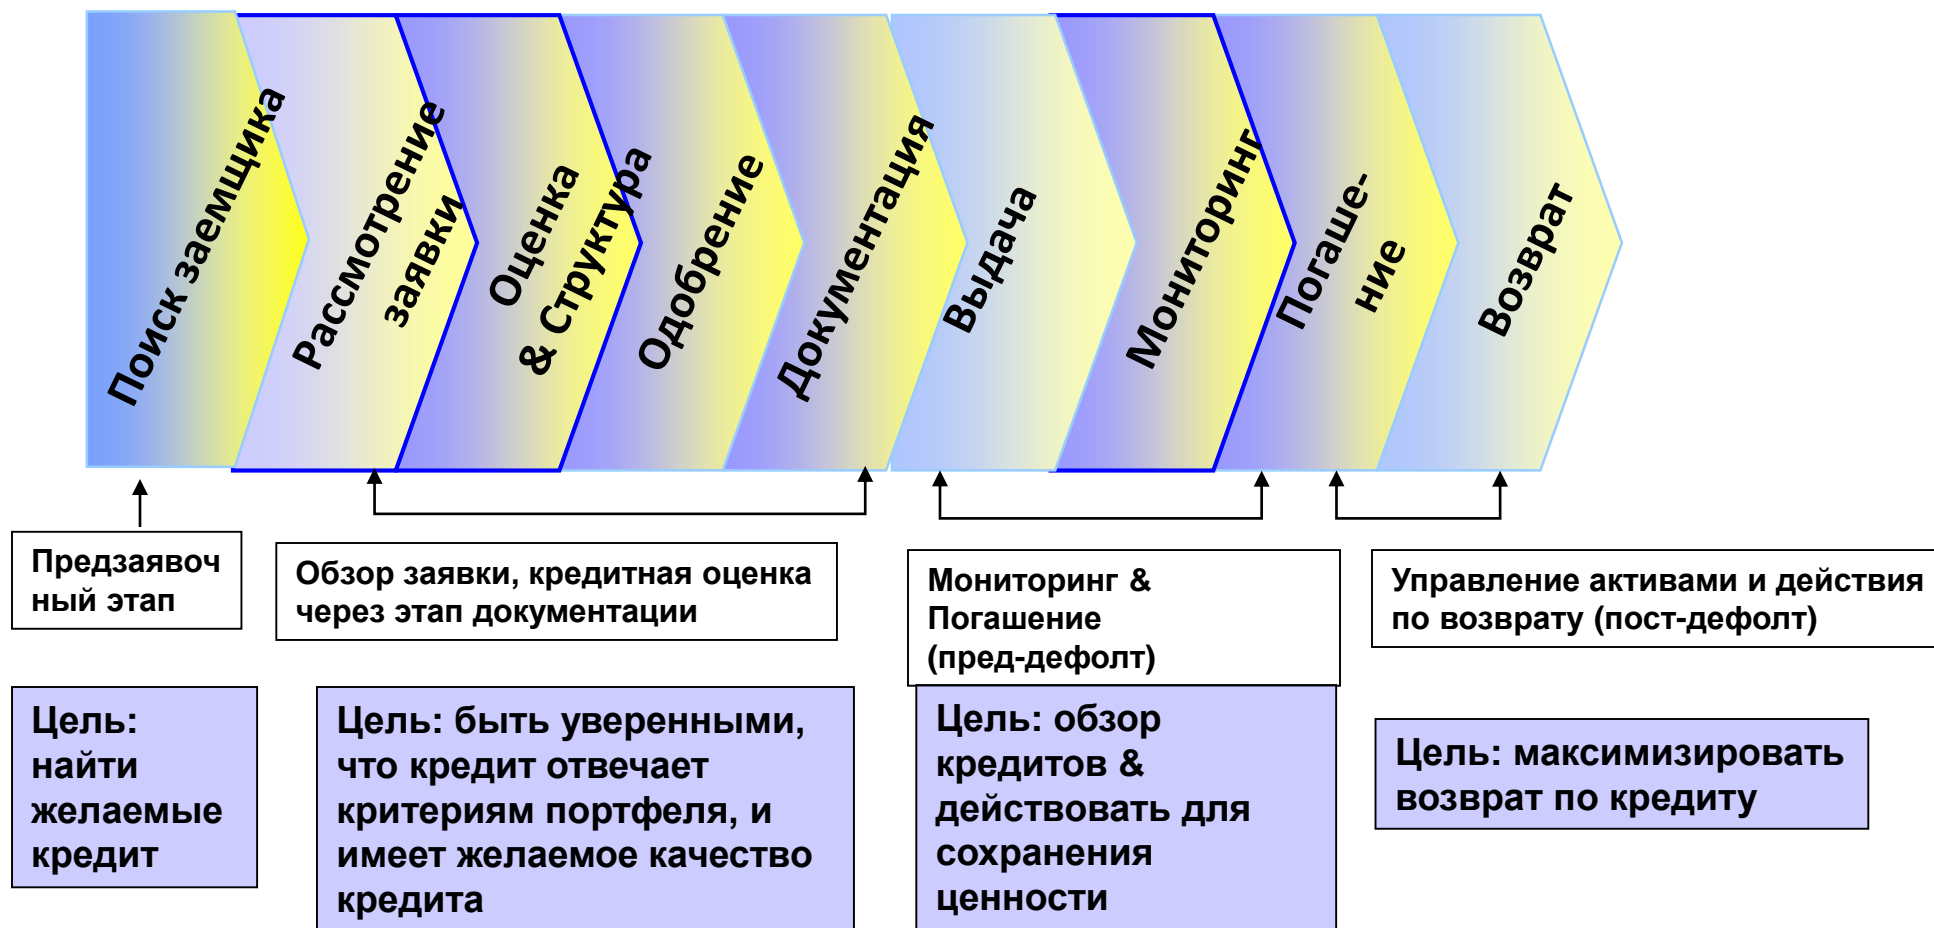 Поиск заемщика
Рассмотрение
заявки
Оценка
& Структура
Одобрение
Документация
Выдача
Мониторинг
Погаше-
ние
Возврат
Предзаявоч
ный этап
Обзор заявки, кредитная оценка
через этап документации
Мониторинг &
Погашение
(пред-дефолт)
Управление активами и действия
по возврату (пост-дефолт)
Цель:
найти
желаемые
кредит
Цель: быть уверенными,
что кредит отвечает
критериям портфеля, и
имеет желаемое качество
кредита
Цель: обзор
кредитов &
действовать для
сохранения
ценности
Цель: максимизировать
возврат по кредиту